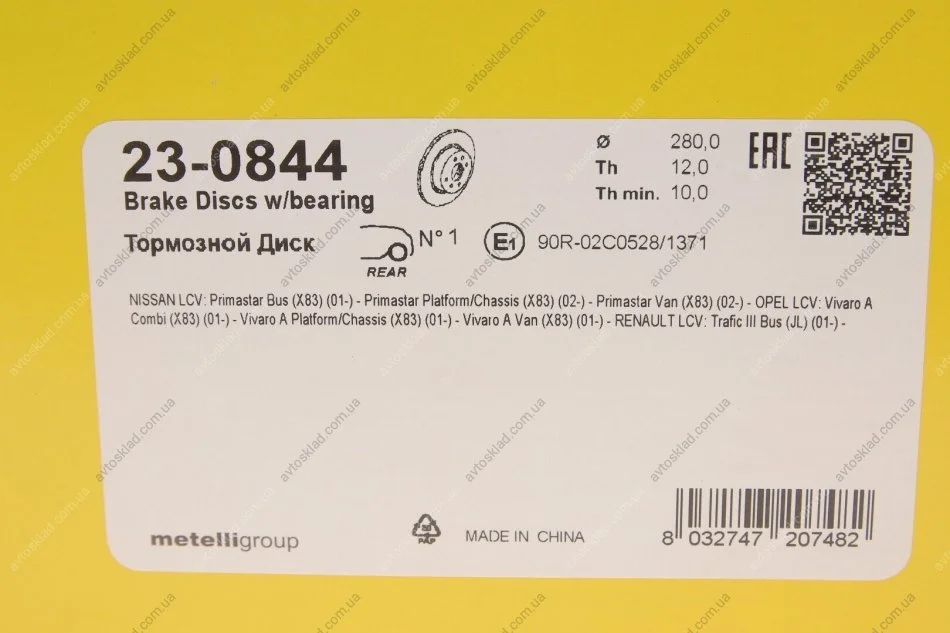 23-0844
Brake Discs w/bearing
Тормозной Диск
REAR
N° 1
E1
90R-02C0528/1371
Ø 280,0
Th 12,0
Th min. 10,0
EAC
NISSAN LCV: Primastar Bus (X83) (01-) - Primastar Platform/Chassis (X83) (02-) - Primastar Van (X83) (02-) - OPEL LCV: Vivaro A
Combi (X83) (01-) - Vivaro A Platform/Chassis (X83) (01-) - Vivaro A Van (X83) (01-) - RENAULT LCV: Trafic III Bus (JL) (01-) -
metelligroup
20
PAP
MADE IN CHINA
8 032747 207482
avtosklad.com.ua